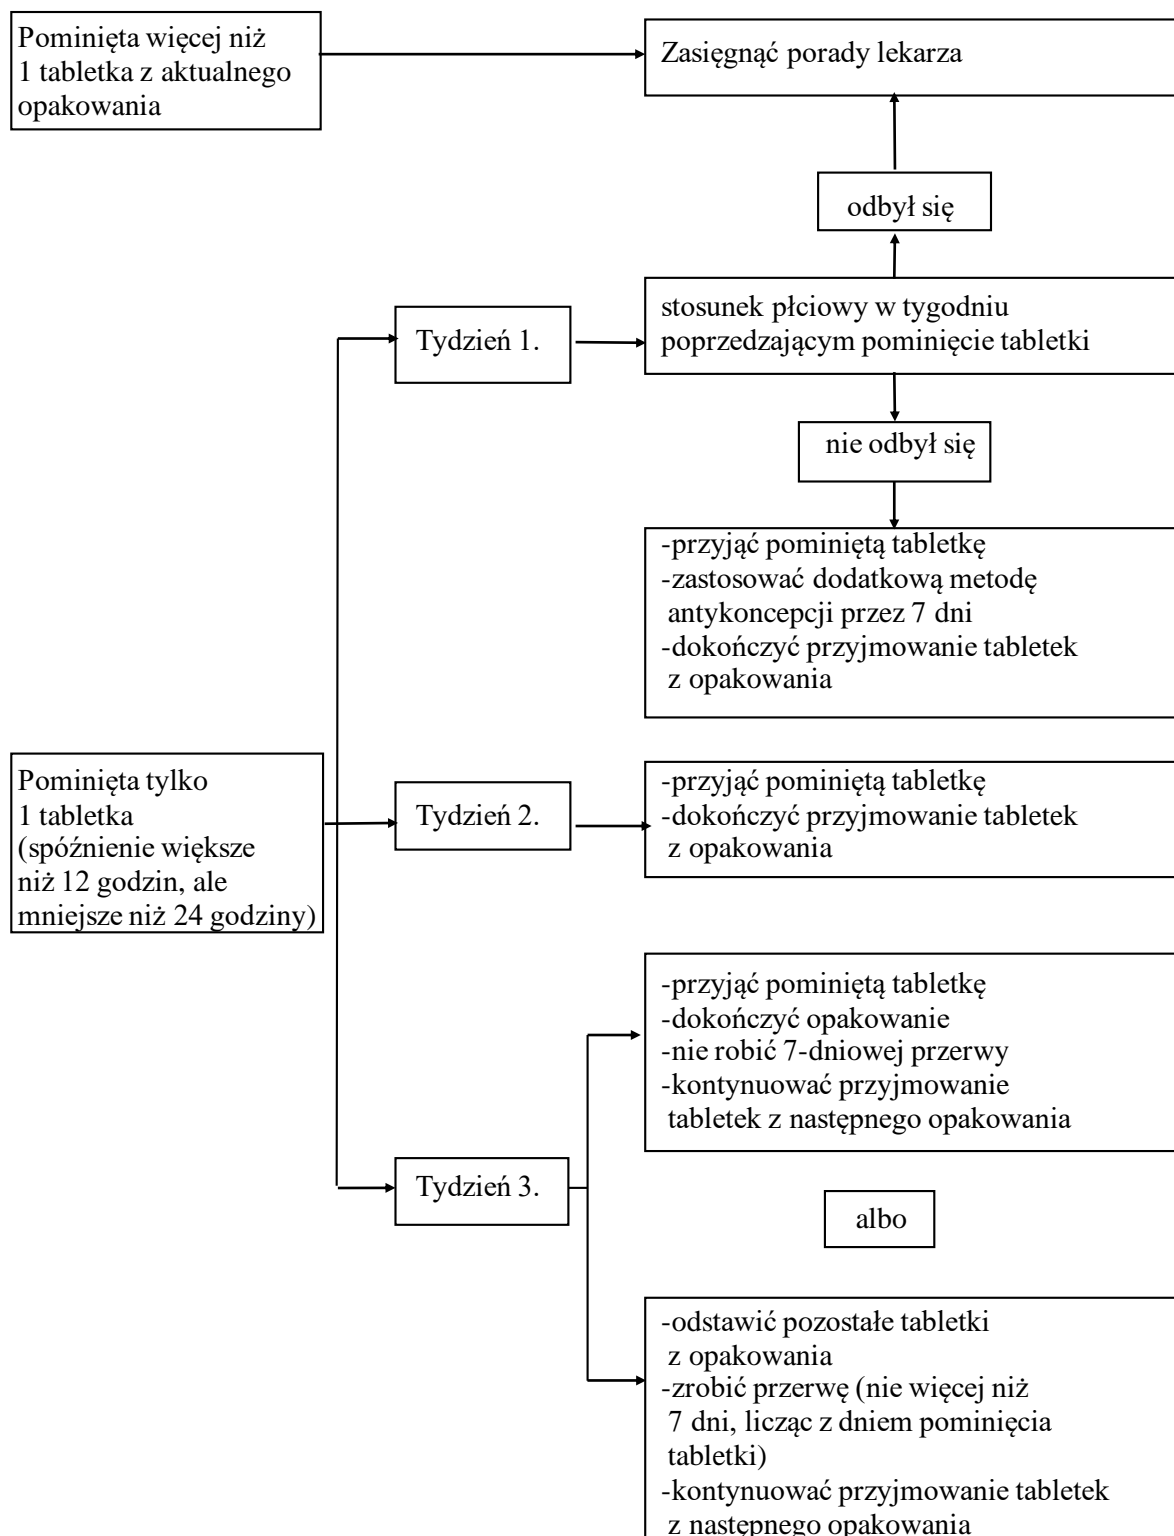 Pominięta więcej niż
1 tabletka z aktualnego
opakowania
Zasięgnąć porady lekarza
odbył się
stosunek płciowy w tygodniu
poprzedzającym pominięcie tabletki
Tydzień 1.
nie odbył się
-przyjąć pominiętą tabletkę
-zastosować dodatkową metodę
antykoncepcji przez 7 dni
-dokończyć przyjmowanie tabletek
z opakowania
Pominięta tylko
1 tabletka
(spóźnienie większe
niż 12 godzin, ale
mniejsze niż 24 godziny)
Tydzień 2.
-przyjąć pominiętą tabletkę
-dokończyć przyjmowanie tabletek
z opakowania
-przyjąć pominiętą tabletkę
-dokończyć opakowanie
-nie robić 7-dniowej przerwy
-kontynuować przyjmowanie
tabletek z następnego opakowania
Tydzień 3.
albo
-odstawić pozostałe tabletki
z opakowania
-zrobić przerwę (nie więcej niż
7 dni, licząc z dniem pominięcia
tabletki)
-kontynuować przyjmowanie tabletek
z następnego opakowania